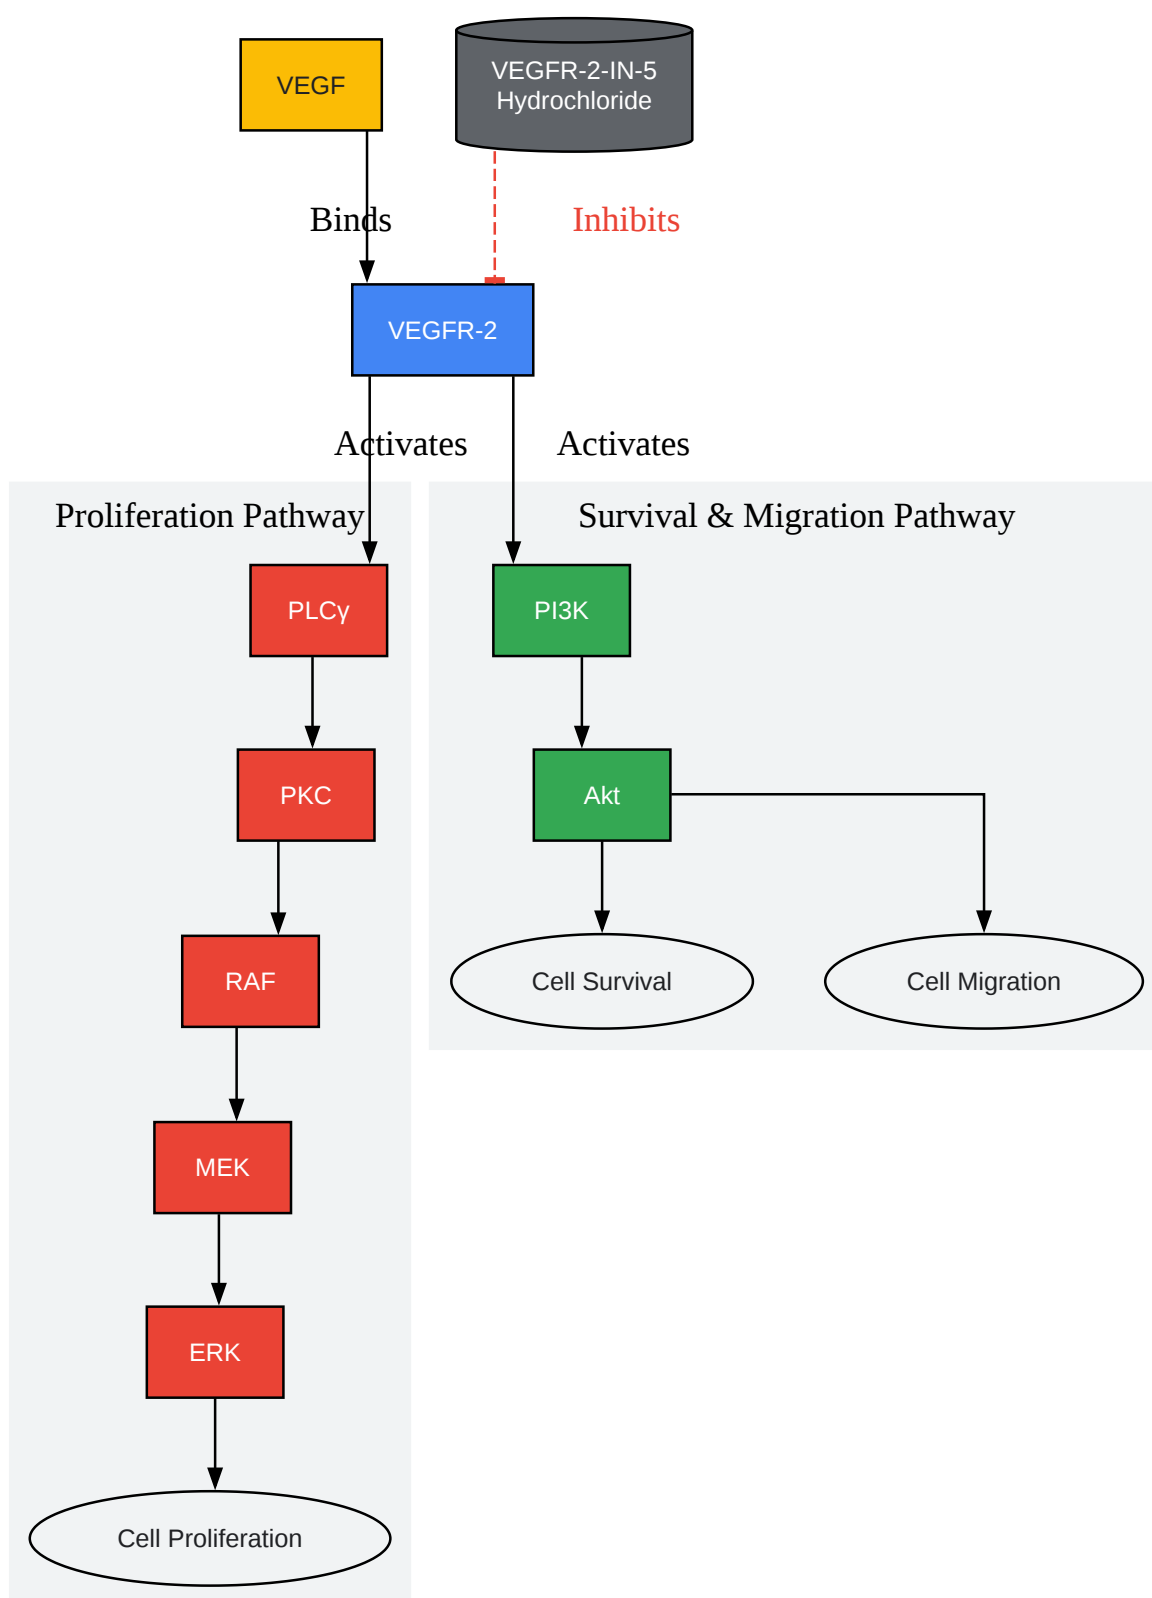 VEGF
VEGFR-2-IN-5
Hydrochloride
Binds
Inhibits
VEGFR-2
Activates
Activates
Proliferation Pathway
Survival & Migration Pathway
PLCγ
PI3K
PKC
Akt
RAF
Cell Survival
Cell Migration
MEK
ERK
Cell Proliferation